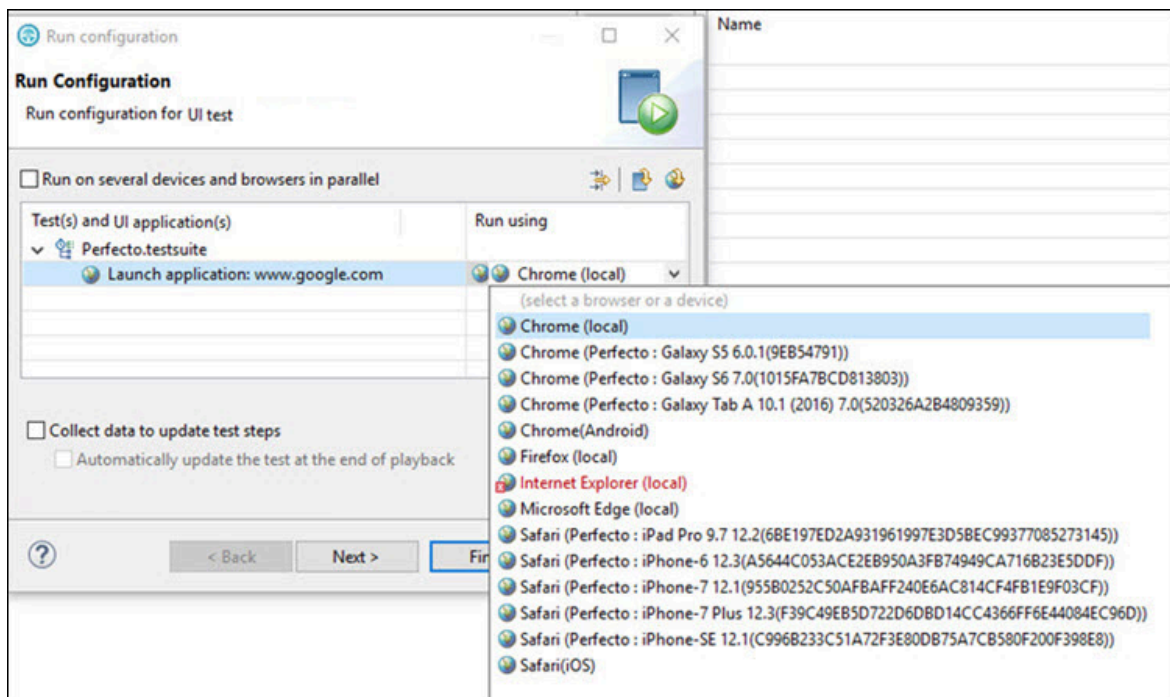 Run configuration
Name
Run Configuration
Run configuration for UI test
Run on several devices and browsers in parallel
Test(s) and UI application(s)
Run using
Perfecto.testsuite
Launch application: www.google.com
Chrome (local)
(select a browser or a device)
Chrome (local)
Chrome (Perfecto : Galaxy S5 6.0.1(9EB54791))
Chrome (Perfecto : Galaxy S6 7.0(1015FA7BCD813803))
Chrome (Perfecto : Galaxy Tab A 10.1 (2016) 7.0(520326A2B4809359))
Chrome(Android)
Firefox (local)
Internet Explorer (local)
Microsoft Edge (local)
Safari (Perfecto : iPad Pro 9.7 12.2(6BE197ED2A931961997E3D5BEC99377085273145))
Safari (Perfecto : iPhone-6 12.3(A5644C053ACE2EB950A3FB74949CA716B23E5DDF))
Safari (Perfecto : iPhone-7 12.1(955B0252C50AFBAFF240E6AC814CF4FB1E9F03CF))
Safari (Perfecto : iPhone-7 Plus 12.3(F39C49EB5D722D6DBD14CC4366FF6E44084EC96D))
Safari (Perfecto : iPhone-SE 12.1(C996B233C51A72F3E80DB75A7CB580F200F398E8))
Safari(iOS)
Collect data to update test steps
Automatically update the test at the end of playback
?
< Back
Next >
Fir